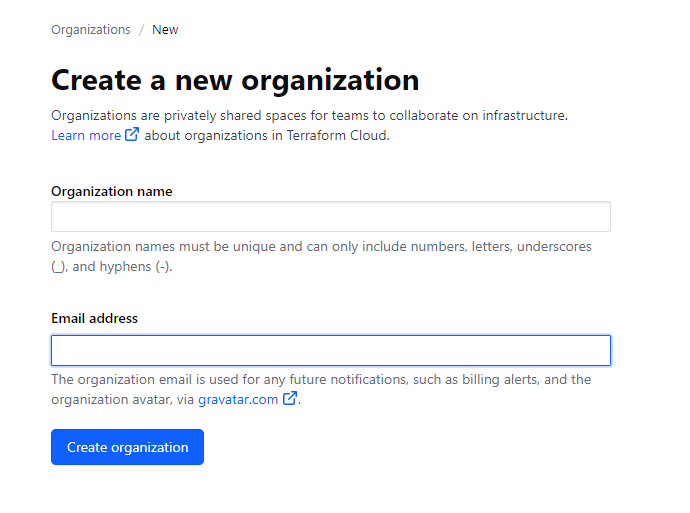 Organizations / New
Create a new organization
Organizations are privately shared spaces for teams to collaborate on infrastructure.
Learn more about organizations in Terraform Cloud.
Organization name
Organization names must be unique and can only include numbers, letters, underscores
(_), and hyphens (-).
Email address
The organization email is used for any future notifications, such as billing alerts, and the
organization avatar, via gravatar.com.
Create organization